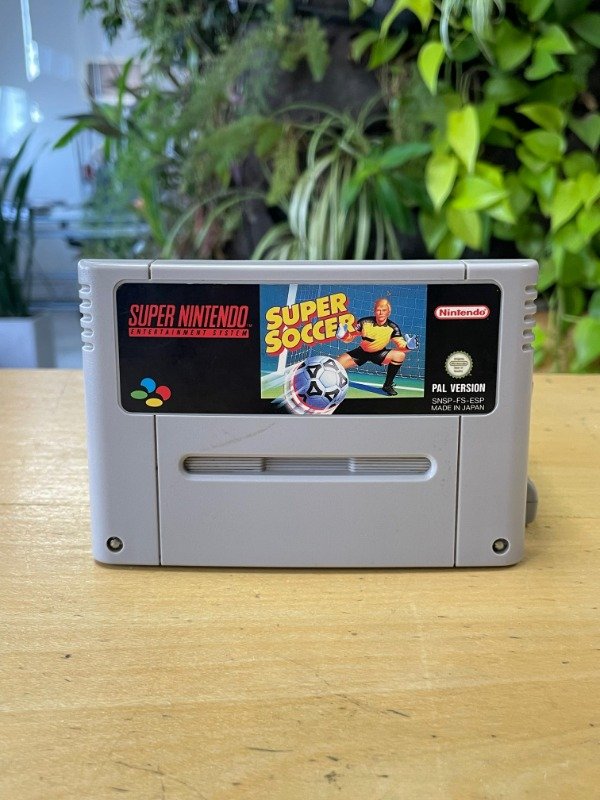 SUPER NINTENDO
ENTERTAINMENT SYSTEM
SUPER
SOCCER
Nintendo
PAL VERSION
SNSP-FS-ESP
MADE IN JAPAN